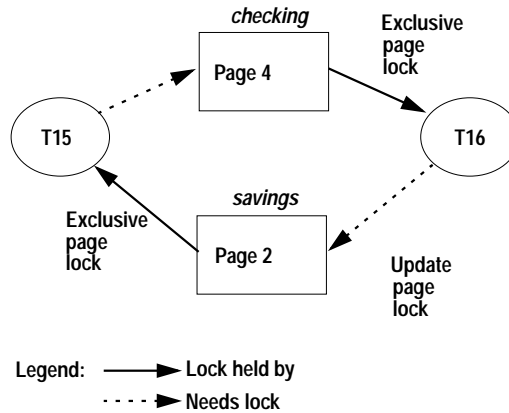 checking
Exclusive
page
lock
Page 4
T15
T16
savings
Exclusive
page
lock
Page 2
Update
page
lock
Legend:
Lock held by
Needs lock